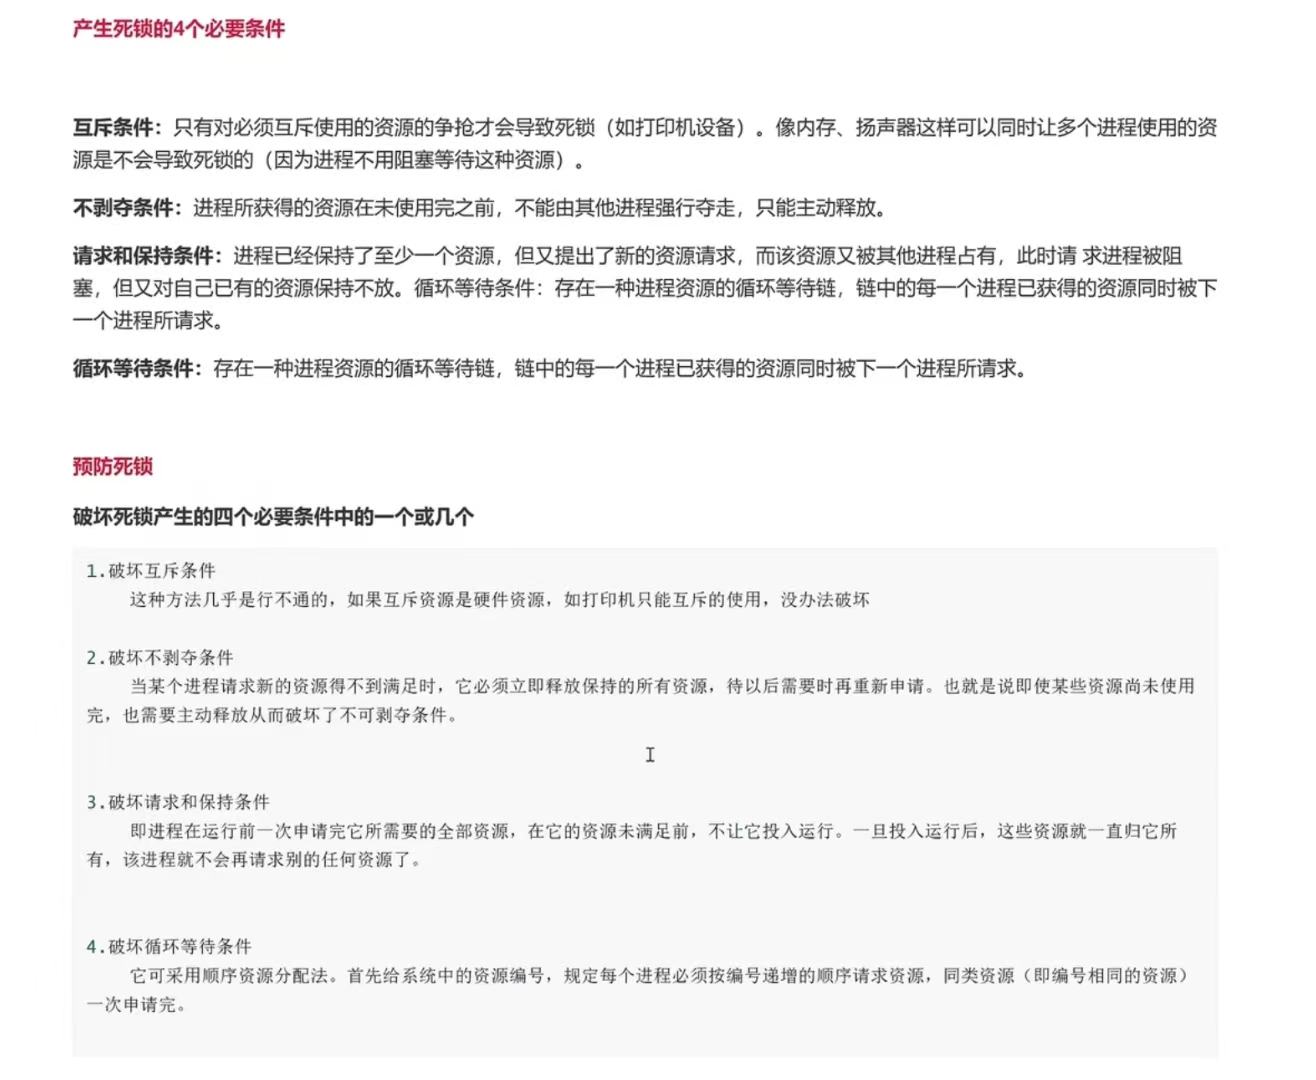 产生死锁的4个必要条件
互斥条件：只有对必须互斥使用的资源的争抢才会导致死锁（如打印机设备）。像内存、扬声器这样可以同时让多个进程使用的资
源是不会导致死锁的（因为进程不用阻塞等待这种资源）。
不剥夺条件：进程所获得的资源在未使用完之前，不能由其他进程强行夺走，只能主动释放。
请求和保持条件：进程已经保持了至少一个资源，但又提出了新的资源请求，而该资源又被其他进程占有，此时请 求进程被阻
塞，但又对自己已有的资源保持不放。循环等待条件：存在一种进程资源的循环等待链，链中的每一个进程已获得的资源同时被下
一个进程所请求。
循环等待条件：存在一种进程资源的循环等待链，链中的每一个进程已获得的资源同时被下一个进程所请求。
预防死锁
破坏死锁产生的四个必要条件中的一个或几个
1.破坏互斥条件
这种方法几乎是行不通的，如果互斥资源是硬件资源，如打印机只能互斥的使用，没办法破坏
2.破坏不剥夺条件
当某个进程请求新的资源得不到满足时，它必须立即释放保持的所有资源，待以后需要时再重新申请。也就是说即使某些资源尚未使用
完，也需要主动释放从而破坏了不可剥夺条件。
3.破坏请求和保持条件
即进程在运行前一次申请完它所需要的全部资源，在它的资源未满足前，不让它投入运行。一旦投入运行后，这些资源就一直归它所
有，该进程就不会再请求别的任何资源了。
4.破坏循环等待条件
它可采用顺序资源分配法。首先给系统中的资源编号，规定每个进程必须按编号递增的顺序请求资源，同类资源（即编号相同的资源）
一次申请完。